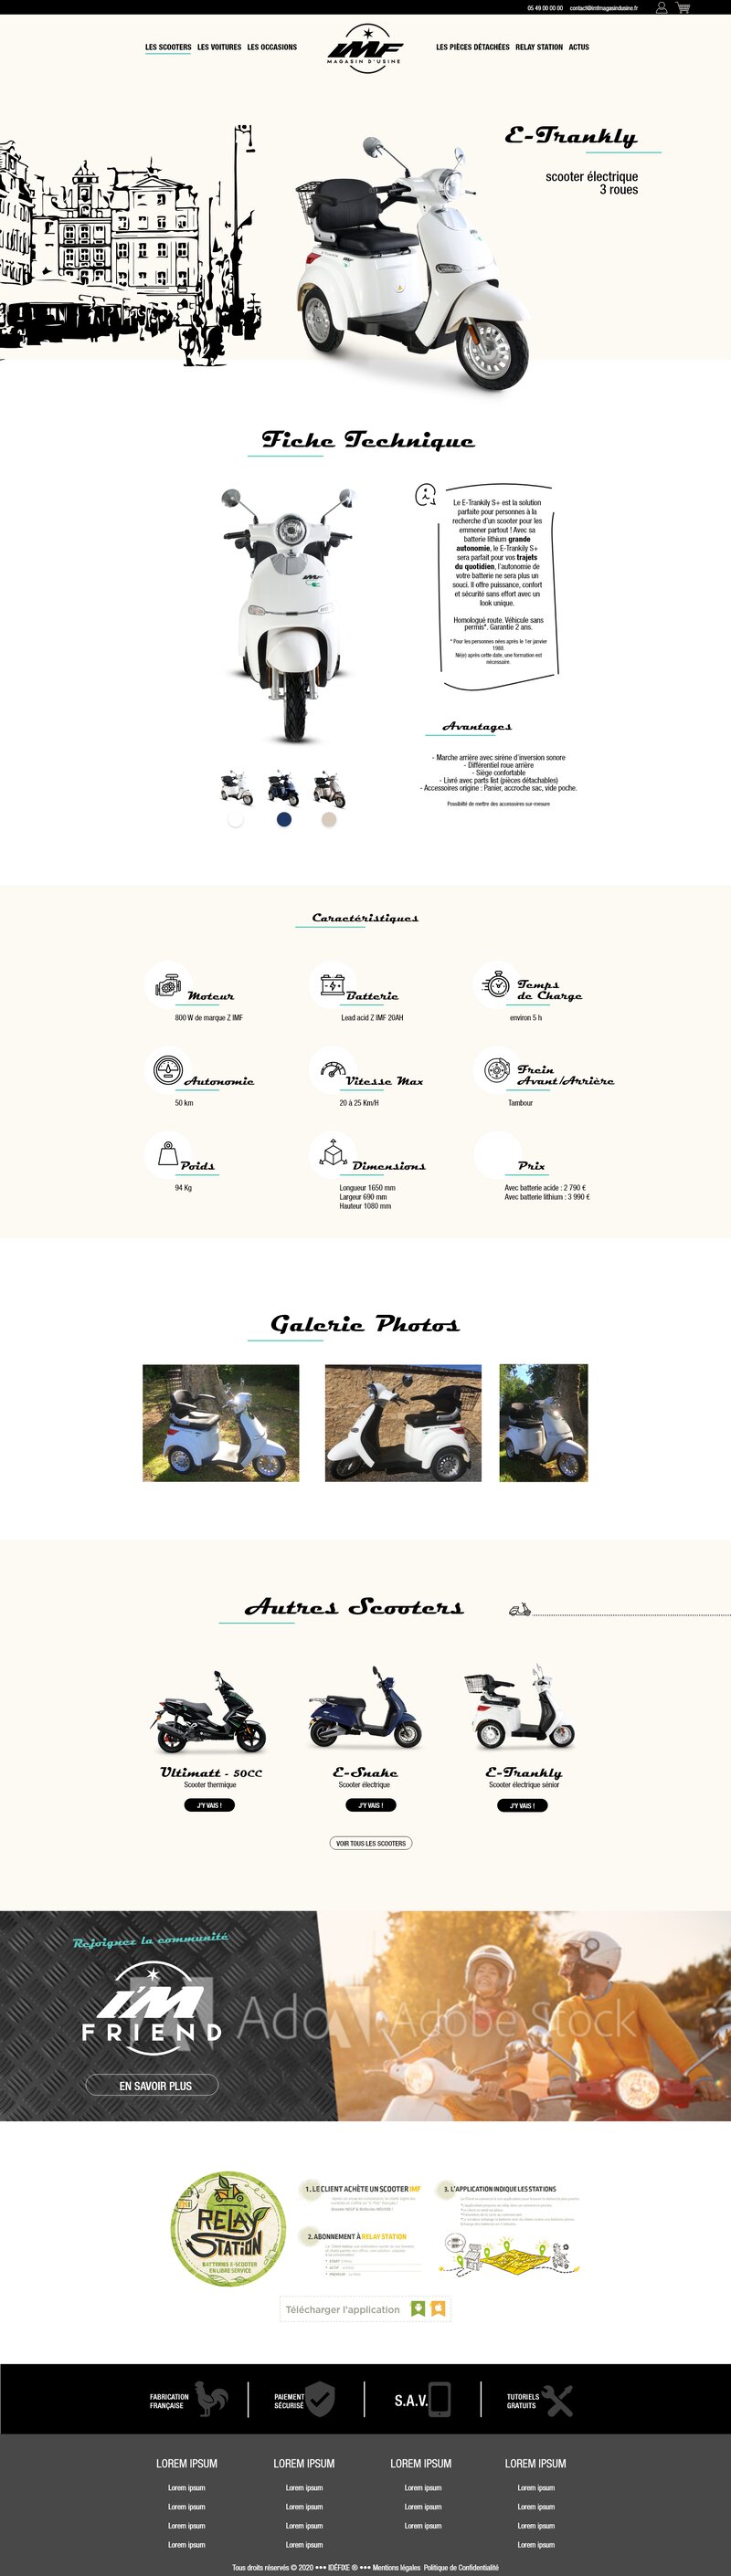 05 49 00 00 00 contact@imfmagasindusine.fr
LES SCOOTERS LES VOITURES LES OCCASIONS
IMF
MAGASIN D'USINE
LES PIÈCES DÉTACHÉES RELAY STATION ACTUS
E-Trankly
scooter électrique
3 roues
Fiche Technique
IMF
Le E-Trankily S+ est la solution
parfaite pour personnes à la
recherche d'un scooter pour les
emmener partout ! Avec sa
batterie lithium grande
autonomie, le E-Trankily S+
sera parfait pour vos trajets
du quotidien, l'autonomie de
votre batterie ne sera plus un
souci. Il offre puissance, confort
et sécurité sans effort avec un
look unique.
Homologué route. Véhicule sans
permis*. Garantie 2 ans.
* Pour les personnes nées après le 1er janvier
1988.
Né(e) après cette date, une formation est
nécessaire.
Avantages
- Marche arrière avec sirène d'inversion sonore
- Différentiel roue arrière
- Siège confortable
- Livré avec parts list (pièces détachables)
- Accessoires origine : Panier, accroche sac, vide poche.
Possibilté de mettre des accessoires sur-mesure
Caractéristiques
Moteur
800 W de marque Z IMF
Batterie
Lead acid Z IMF 20AH
Temps
de Charge
environ 5 h
Autonomie
50 km
Vitesse Max
20 à 25 Km/H
Frein
Avant/Arrière
Tambour
Poids
94 Kg
Dimensions
Longueur 1650 mm
Largeur 690 mm
Hauteur 1080 mm
Prix
Avec batterie acide : 2 790 €
Avec batterie lithium : 3 990 €
Galerie Photos
Autres Scooters
Ultimatt - 50CC
Scooter thermique
J'Y VAIS !
E-Snake
Scooter électrique
J'Y VAIS !
E-Trankly
Scooter électrique sénior
J'Y VAIS !
VOIR TOUS LES SCOOTERS
Rejoignez la communité
I'M
FRIEND
EN SAVOIR PLUS
Adobe Stock
RELAY
STATION
BATTERIES E-SCOOTER
EN LIBRE SERVICE
1. LE CLIENT ACHÈTE UN SCOOTER IMF
2. ABONNEMENT À RELAY STATION
3. L'APPLICATION INDIQUE LES STATIONS
Télécharger l'application
FABRICATION
FRANÇAISE
PAIEMENT
SÉCURISÉ
S.A.V.
TUTORIELS
GRATUITS
LOREM IPSUM
Lorem ipsum
Lorem ipsum
Lorem ipsum
Lorem ipsum
LOREM IPSUM
Lorem ipsum
Lorem ipsum
Lorem ipsum
Lorem ipsum
LOREM IPSUM
Lorem ipsum
Lorem ipsum
Lorem ipsum
LOREM IPSUM
Lorem ipsum
Lorem ipsum
Lorem ipsum
Lorem ipsum
Tous droits réservés © 2020 ••• IDÉFIXE ® ••• Mentions légales Politique de Confidentialité